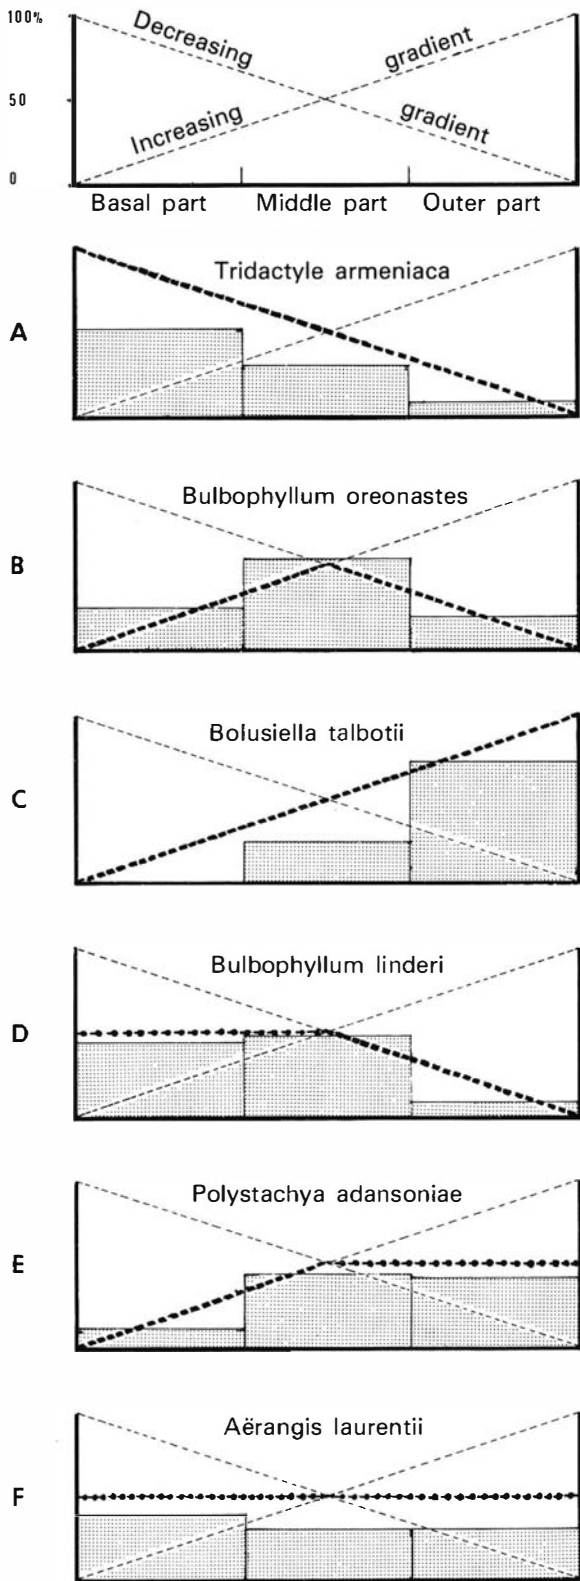 100%
Decreasing gradient
50
Increasing gradient
0
Basal part Middle part Outer part
A
Tridactyle armeniaca
B
Bulbophyllum oreonastes
C
Bolusiella talbotii
D
Bulbophyllum linderi
E
Polystachya adansoniae
F
Aërangis laurentii